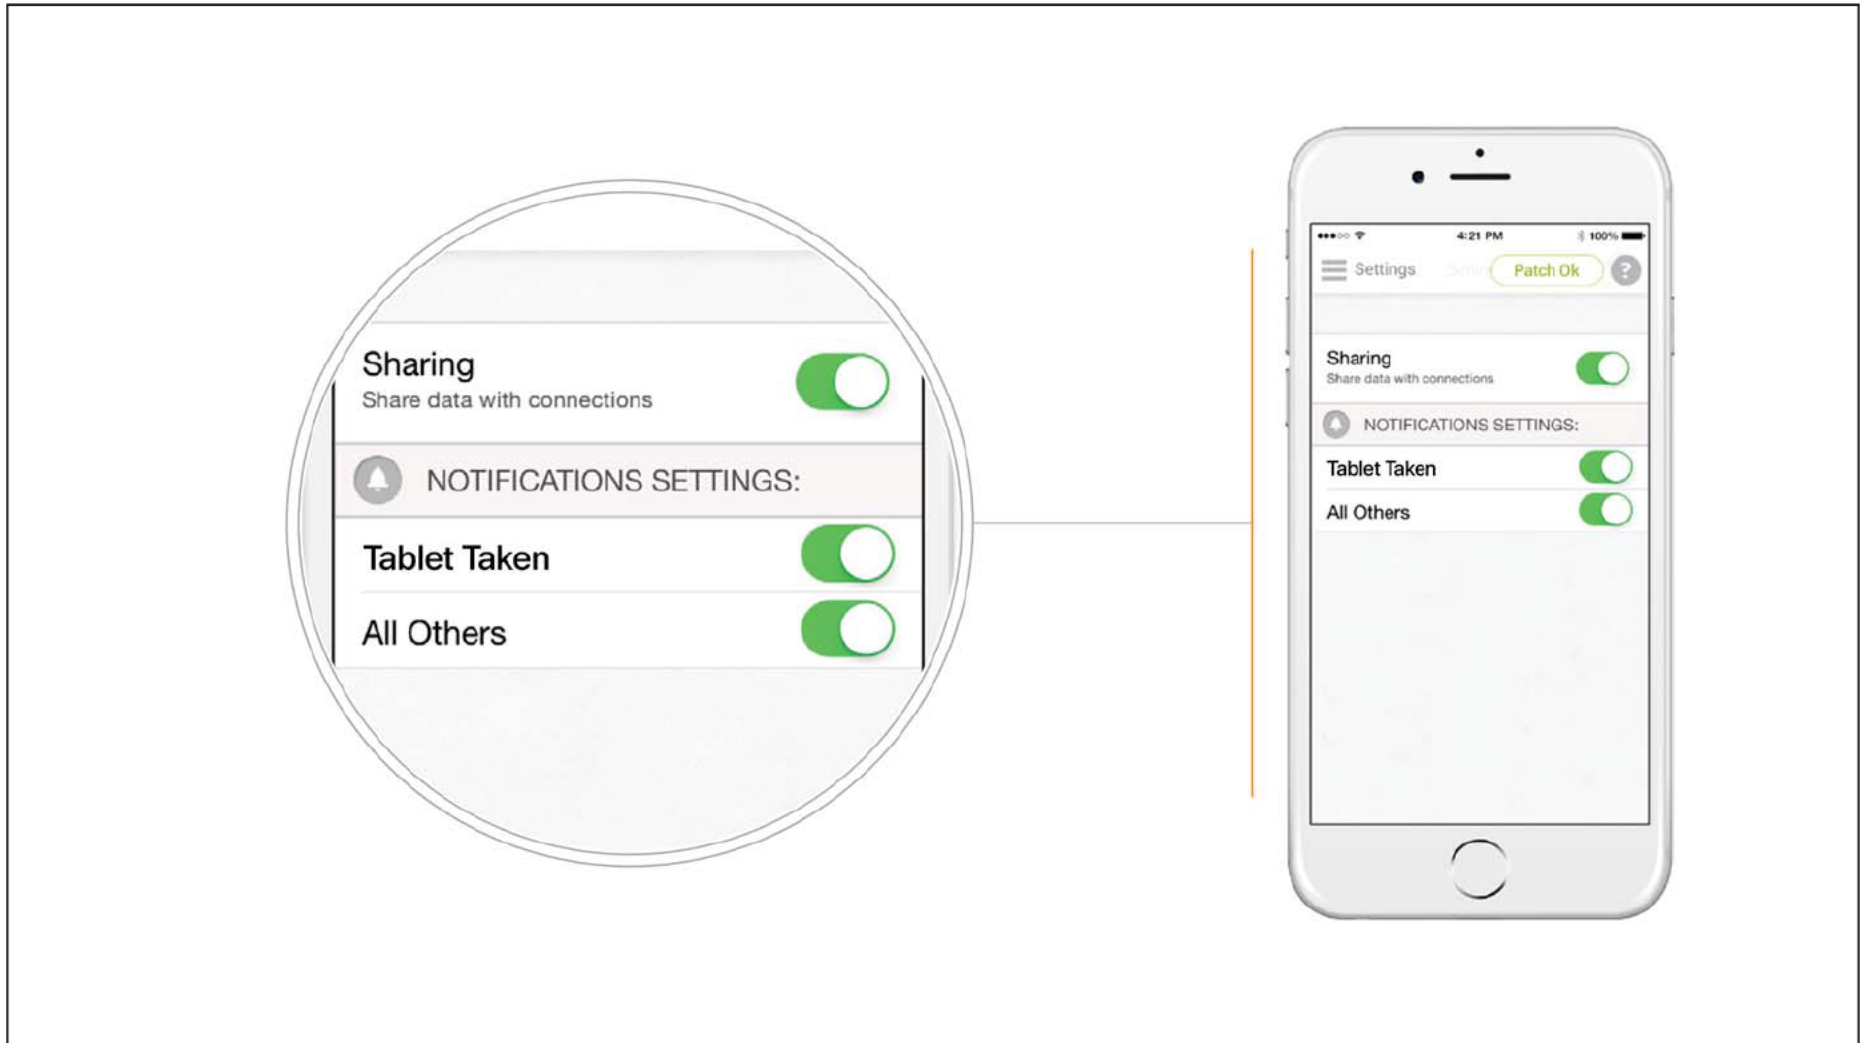 Sharing
Share data with connections
NOTIFICATIONS SETTINGS:
Tablet Taken
All Others
4:21 PM
100%
Settings
Patch Ok
?
Sharing
Share data with connections
NOTIFICATIONS SETTINGS:
Tablet Taken
All Others